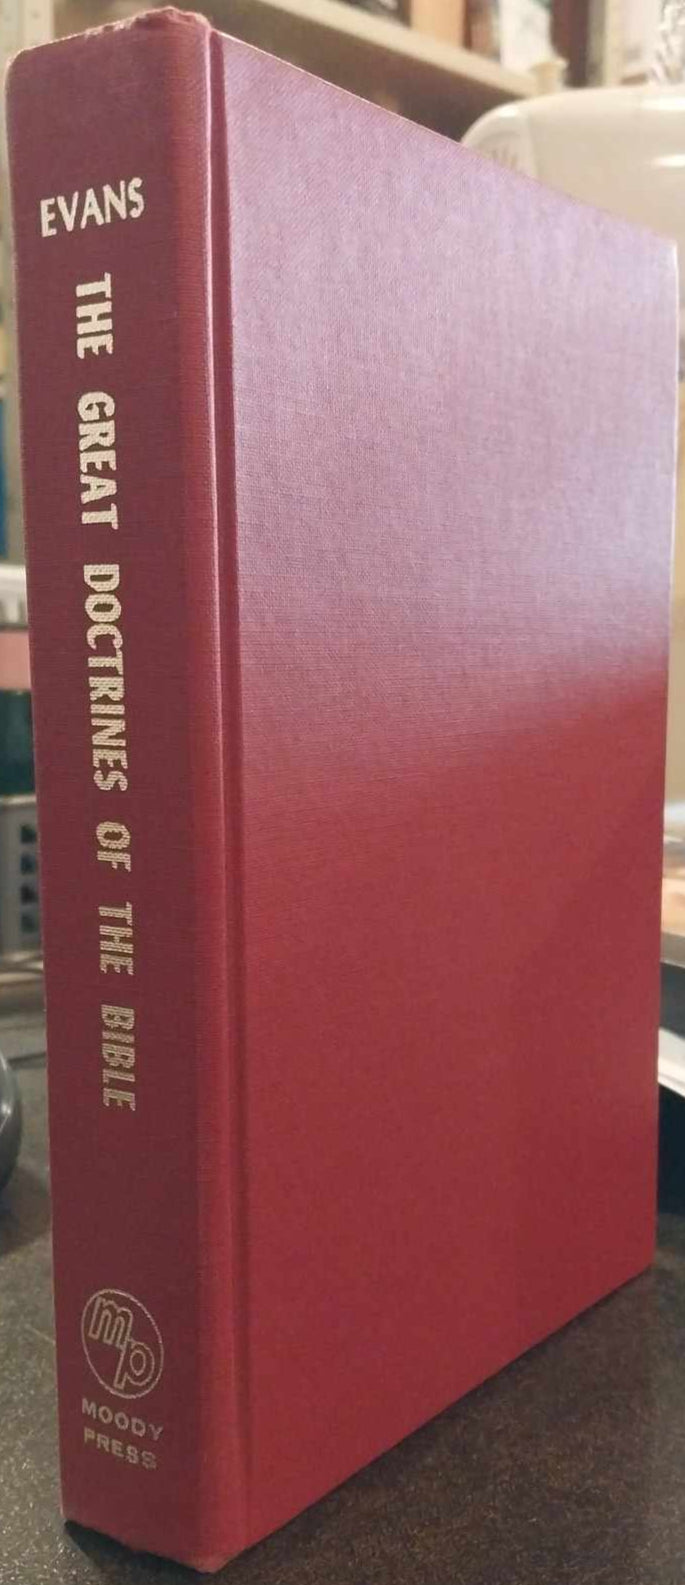 EVANS
THE GREAT DOCTRINES OF THE BIBLE
mp
MOODY
PRESS